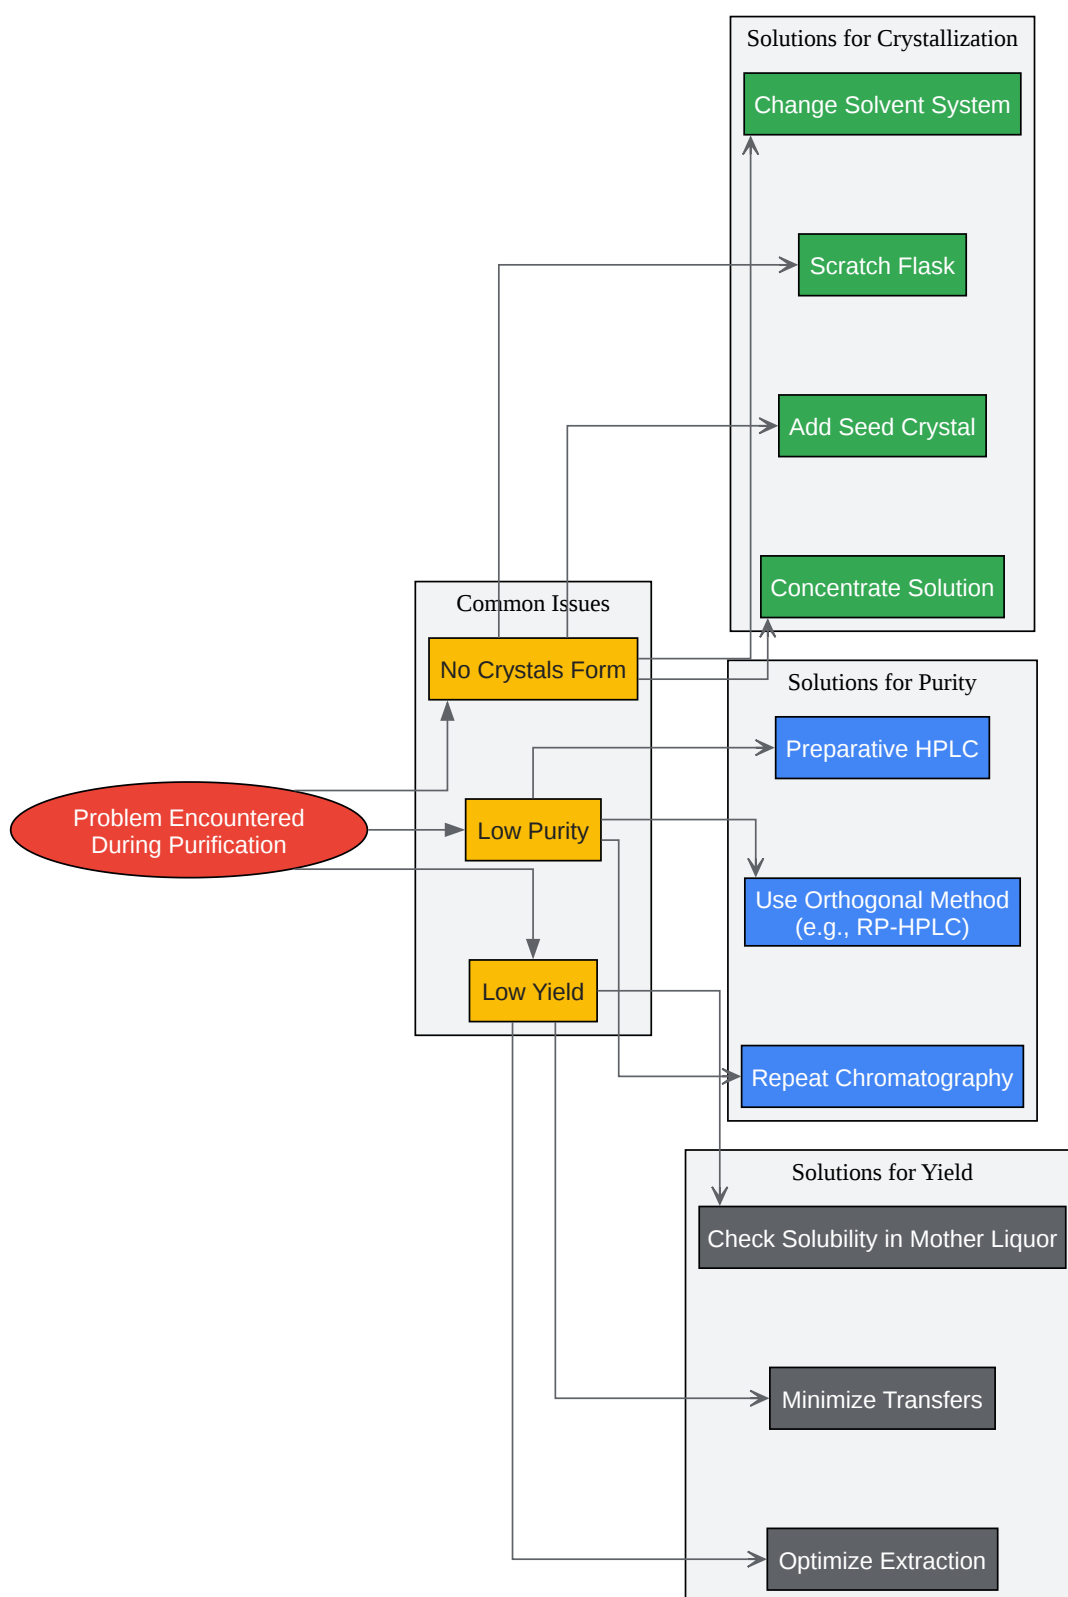 Solutions for Crystallization
Change Solvent System
Scratch Flask
Add Seed Crystal
Concentrate Solution
Common Issues
No Crystals Form
Low Purity
Low Yield
Problem Encountered
During Purification
Solutions for Purity
Preparative HPLC
Use Orthogonal Method
(e.g., RP-HPLC)
Repeat Chromatography
Solutions for Yield
Check Solubility in Mother Liquor
Minimize Transfers
Optimize Extraction